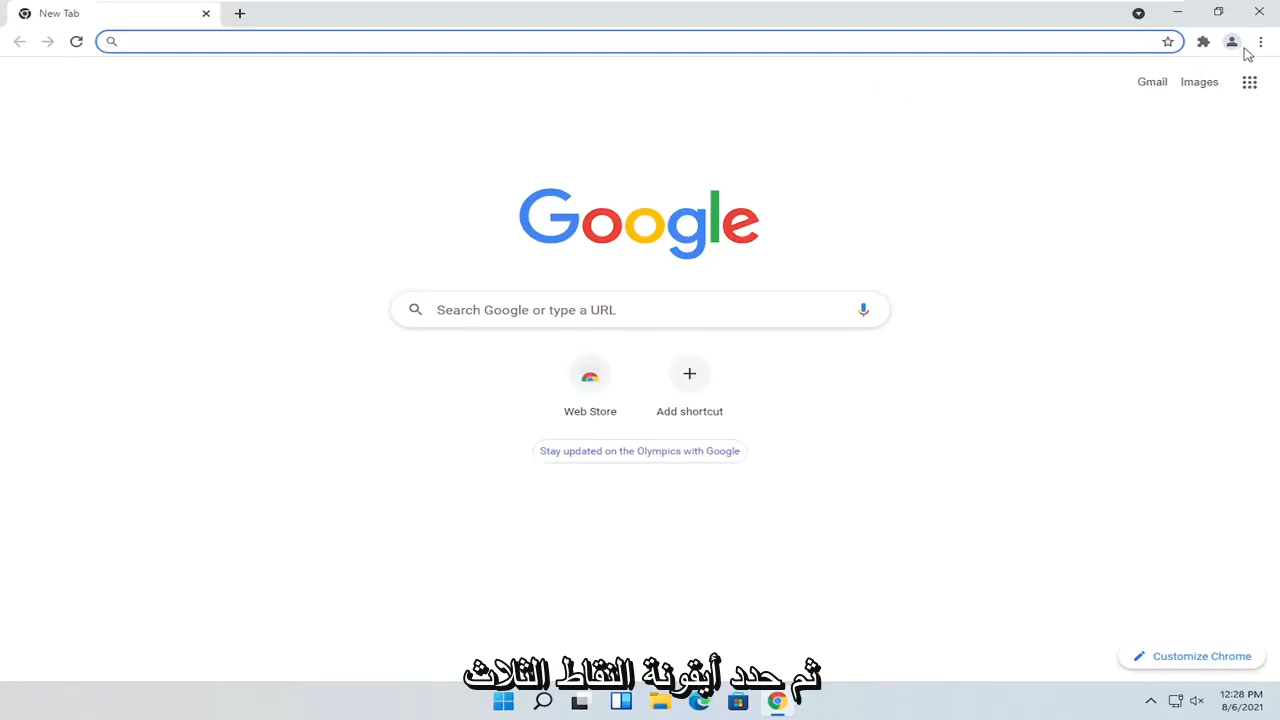 New Tab
Gmail Images
Google
Search Google or type a URL
Web Store
Add shortcut
Stay updated on the Olympics with Google
Customize Chrome
ثم حدد أيقونة النقاط الثلاث
12:28 PM
8/6/2021